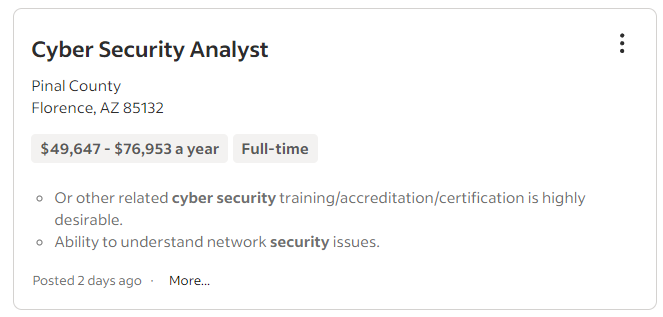 Cyber Security Analyst
Pinal County
Florence, AZ 85132
$49,647 - $76,953 a year
Full-time
Or other related cyber security training/accreditation/certification is highly
desirable.
Ability to understand network security issues.
Posted 2 days ago · More...